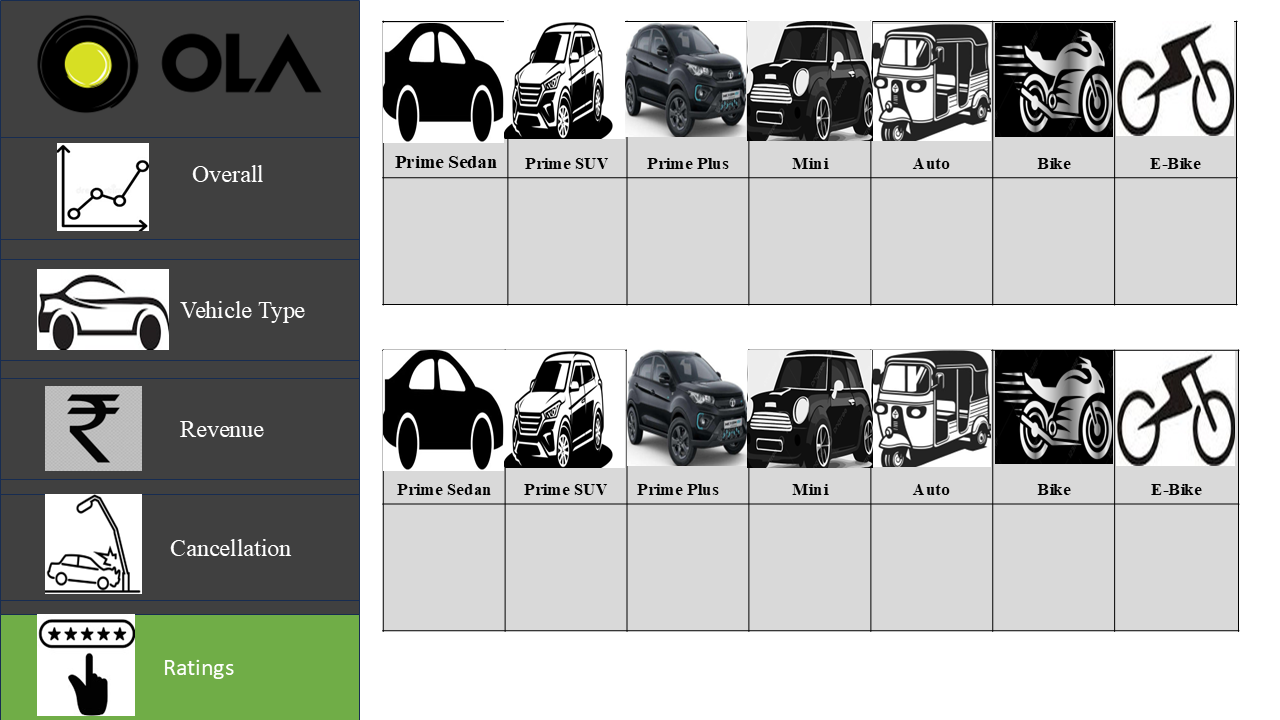 OLA
Overall
Vehicle Type
Revenue
Cancellation
Ratings
Prime Sedan Prime SUV Prime Plus Mini Auto Bike E-Bike
Prime Sedan Prime SUV Prime Plus Mini Auto Bike E-Bike